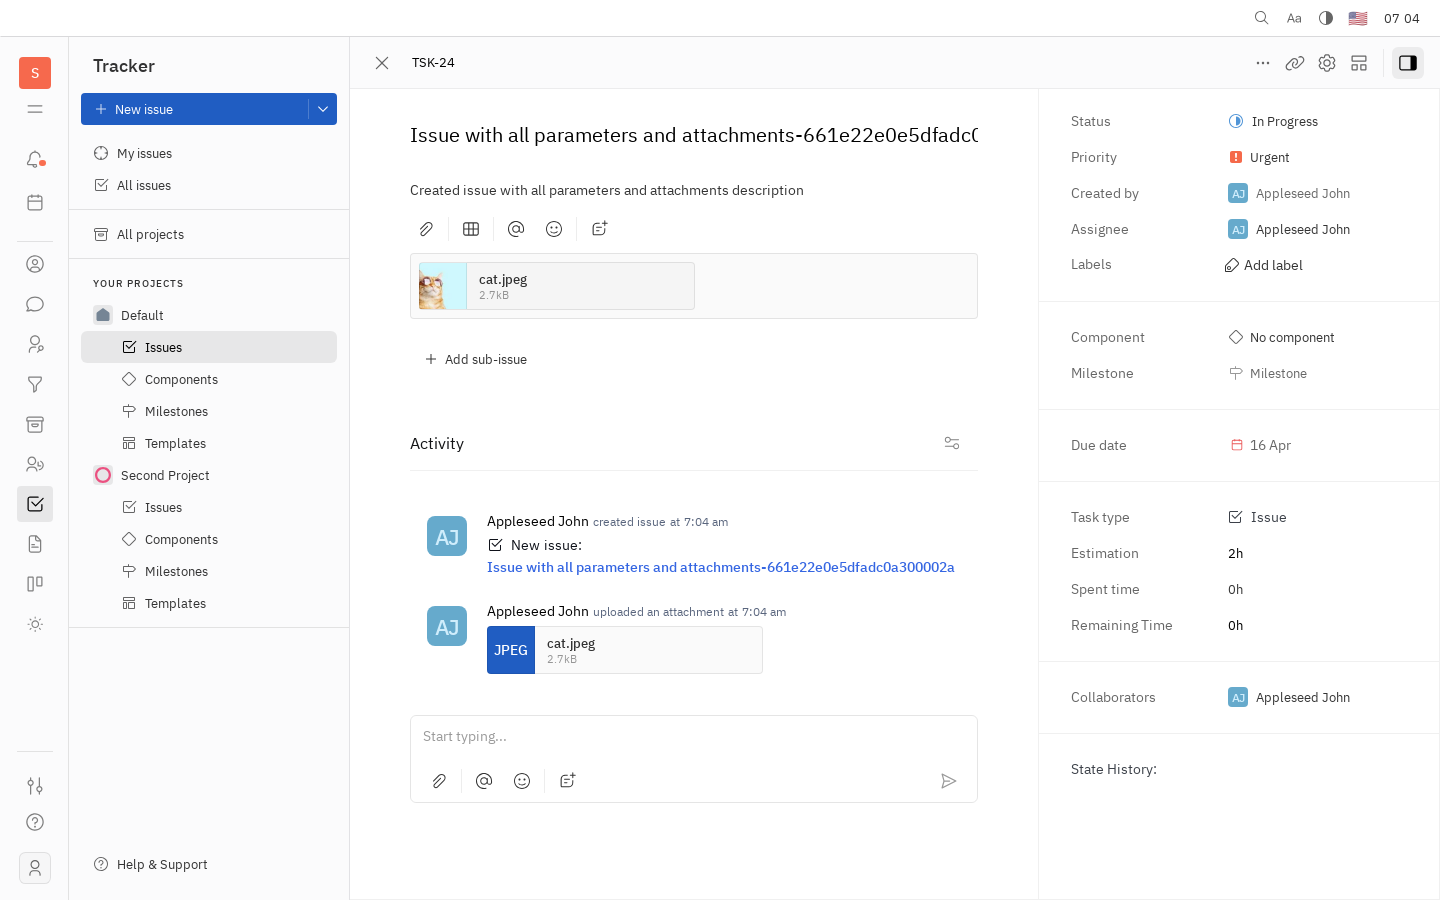 Aa
07 04
S
Tracker
New issue
My issues
All issues
All projects
YOUR PROJECTS
Default
Issues
Components
Milestones
Templates
Second Project
Issues
Components
Milestones
Templates
Help & Support
TSK-24
Issue with all parameters and attachments-661e22e0e5dfadc0
Created issue with all parameters and attachments description
cat.jpeg
2.7kB
Add sub-issue
Activity
AJ
Appleseed John created issue at 7:04 am
New issue:
Issue with all parameters and attachments-661e22e0e5dfadc0a300002a
AJ
Appleseed John uploaded an attachment at 7:04 am
JPEG
cat.jpeg
2.7kB
Start typing...
Status
In Progress
Priority
Urgent
Created by
AJ Appleseed John
Assignee
AJ Appleseed John
Labels
Add label
Component
No component
Milestone
Milestone
Due date
16 Apr
Task type
Issue
Estimation
2h
Spent time
0h
Remaining Time
0h
Collaborators
AJ Appleseed John
State History: